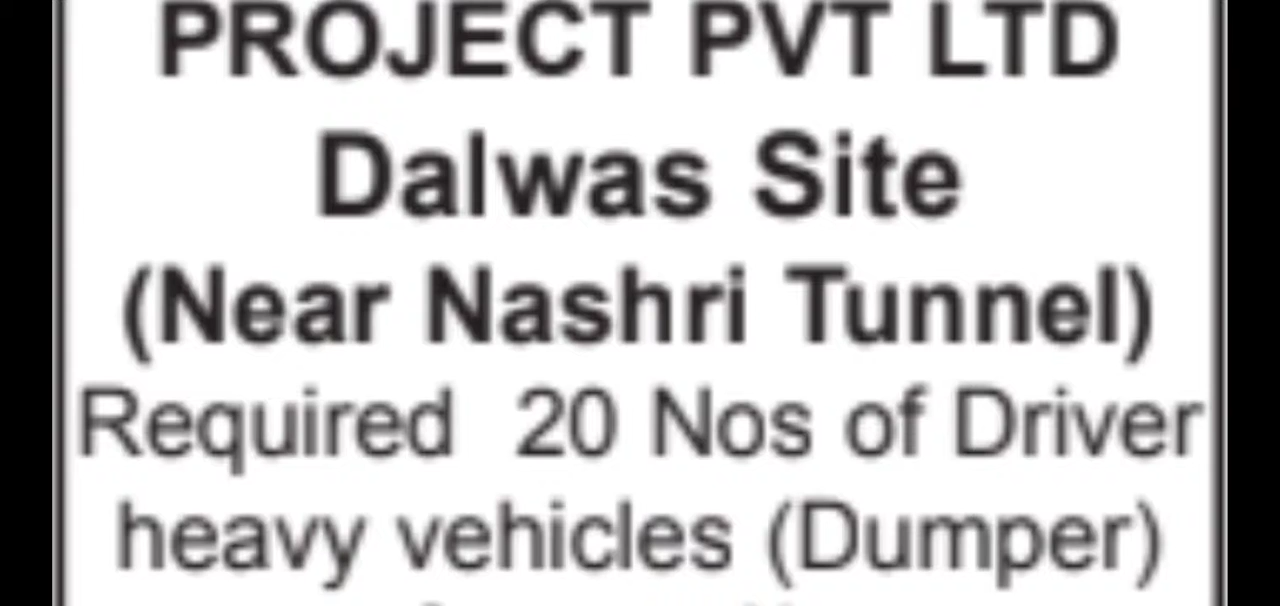 PROJECT PVT LTD
Dalwas Site
(Near Nashri Tunnel)
Required 20 Nos of Driver
heavy vehicles (Dumper)